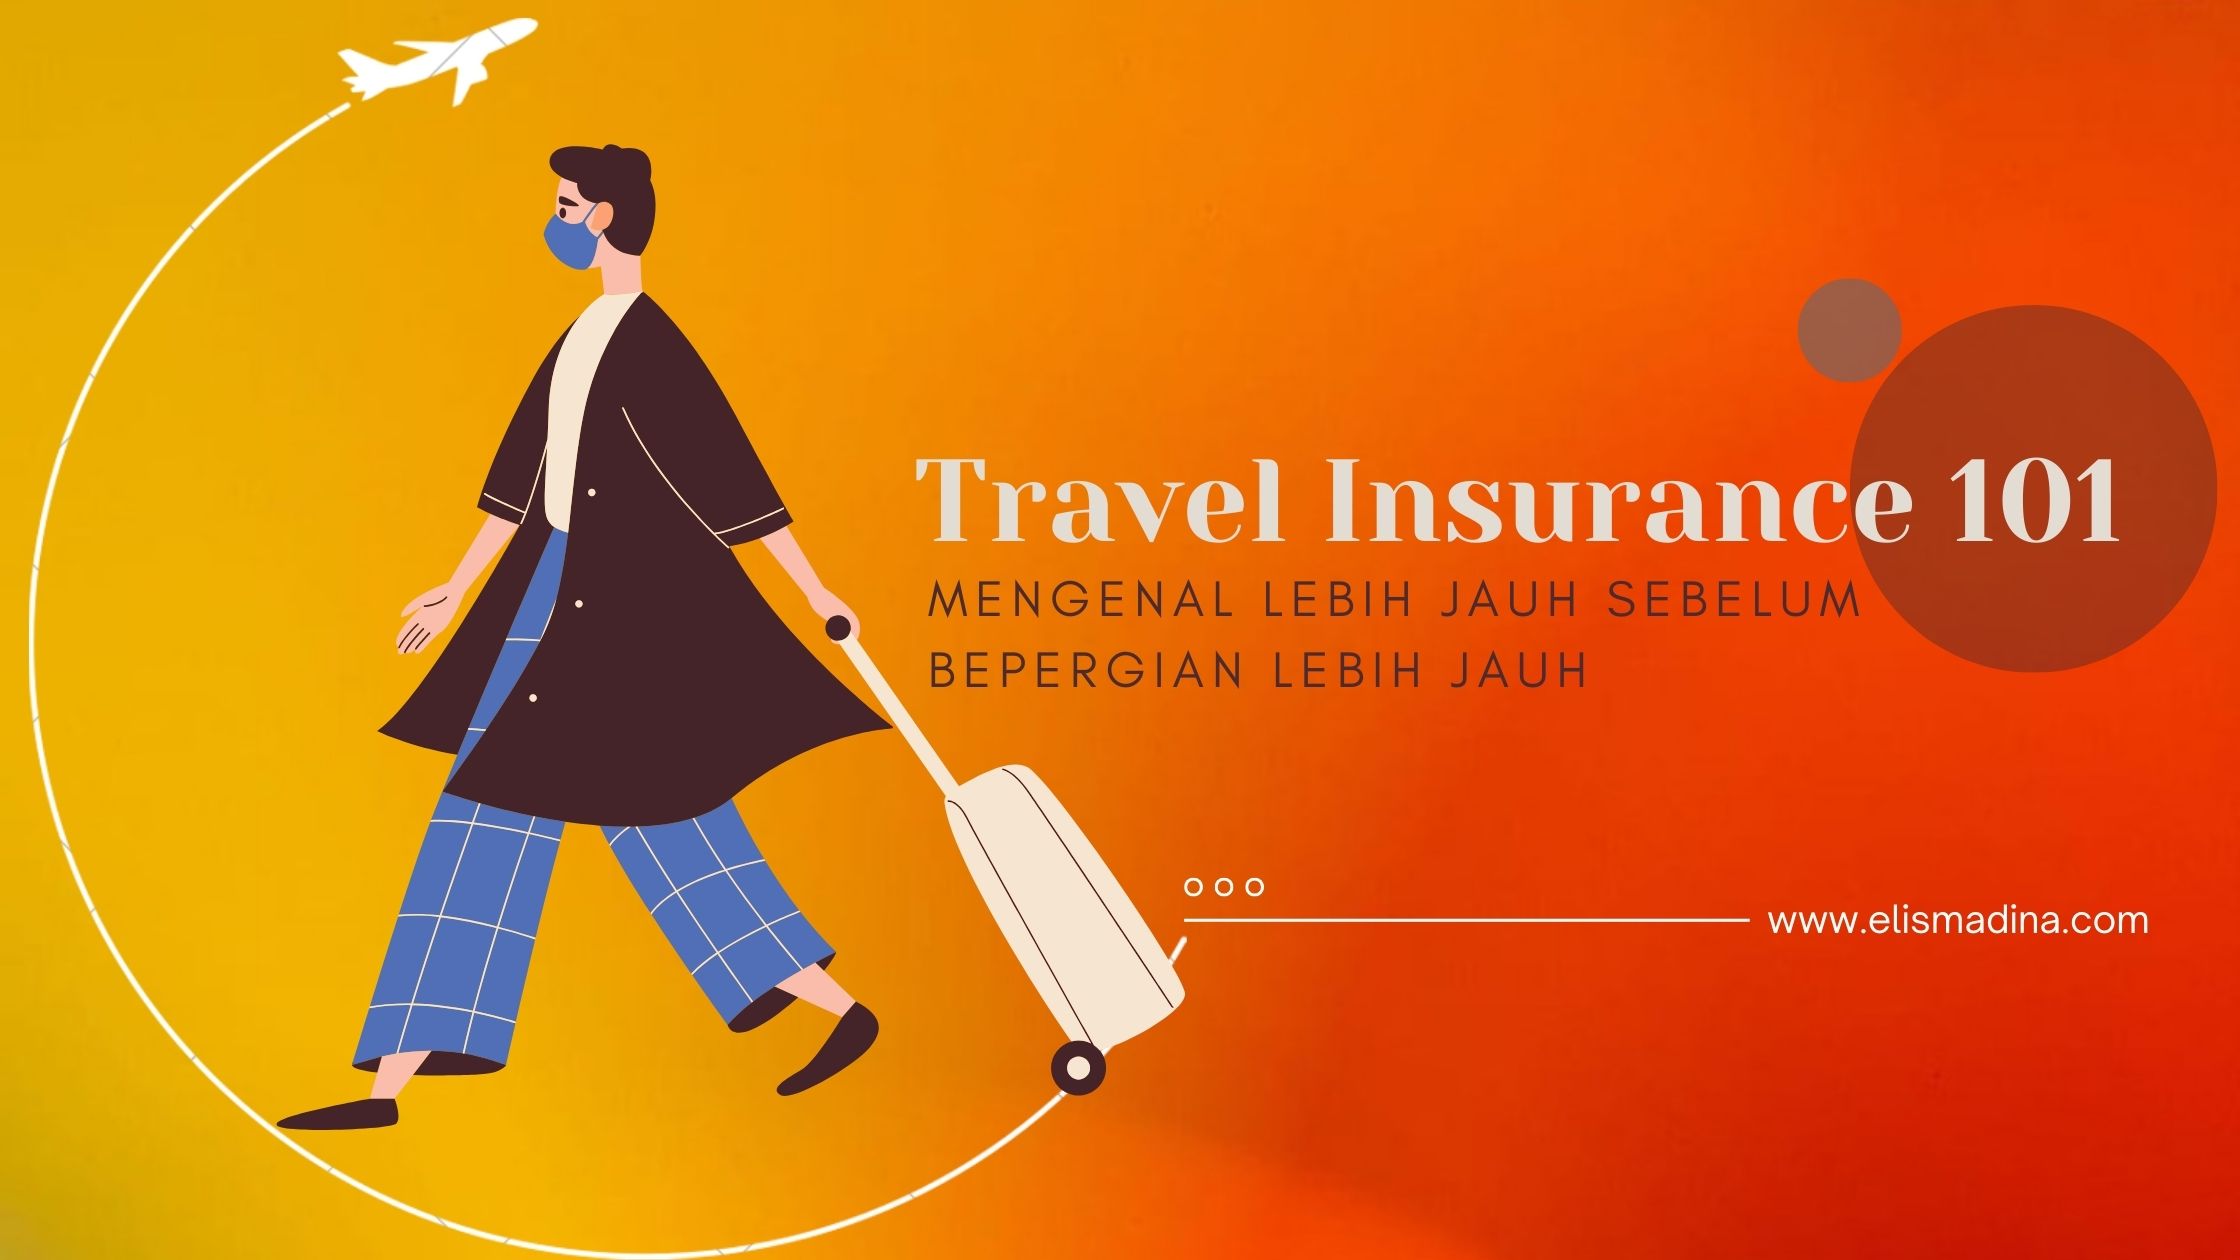 Travel Insurance 101
MENGENAL LEBIH JAUH SEBELUM
BEPERGIAN LEBIH JAUH
www.elismadina.com